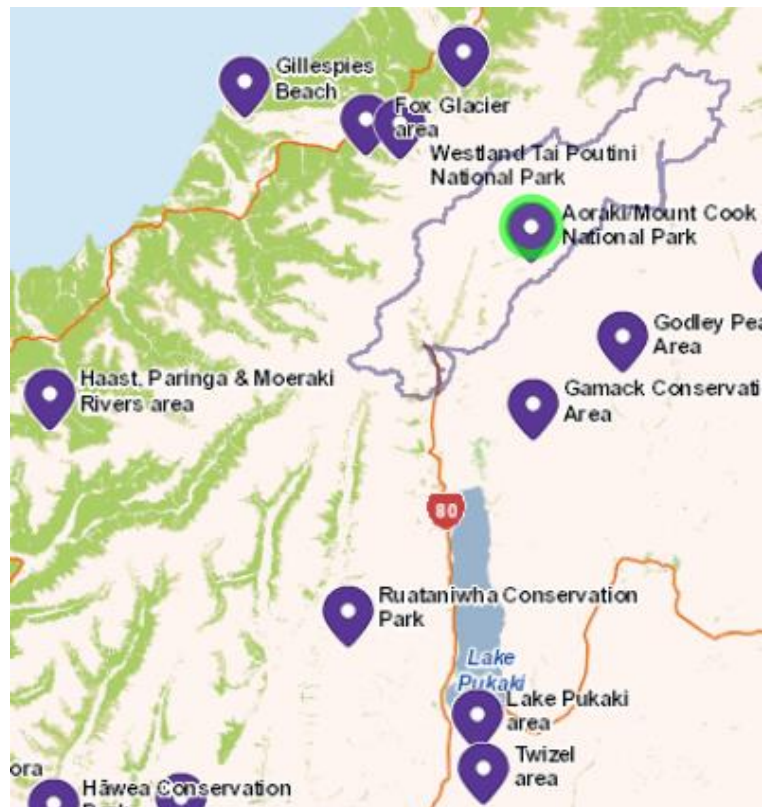 Gillespies
Beach
Fox Glacier
area
Westland Tai Poutini
National Park
Aoraki/Mount Cook
National Park
Godley Pea
Area
Haast, Paringa & Moeraki
Rivers area
Gamack Conservati
Area
80
Ruataniwha Conservation
Park
Lake
Pukaki
Lake Pukaki
area
Twizel
area
ora
Hāwea Conservation